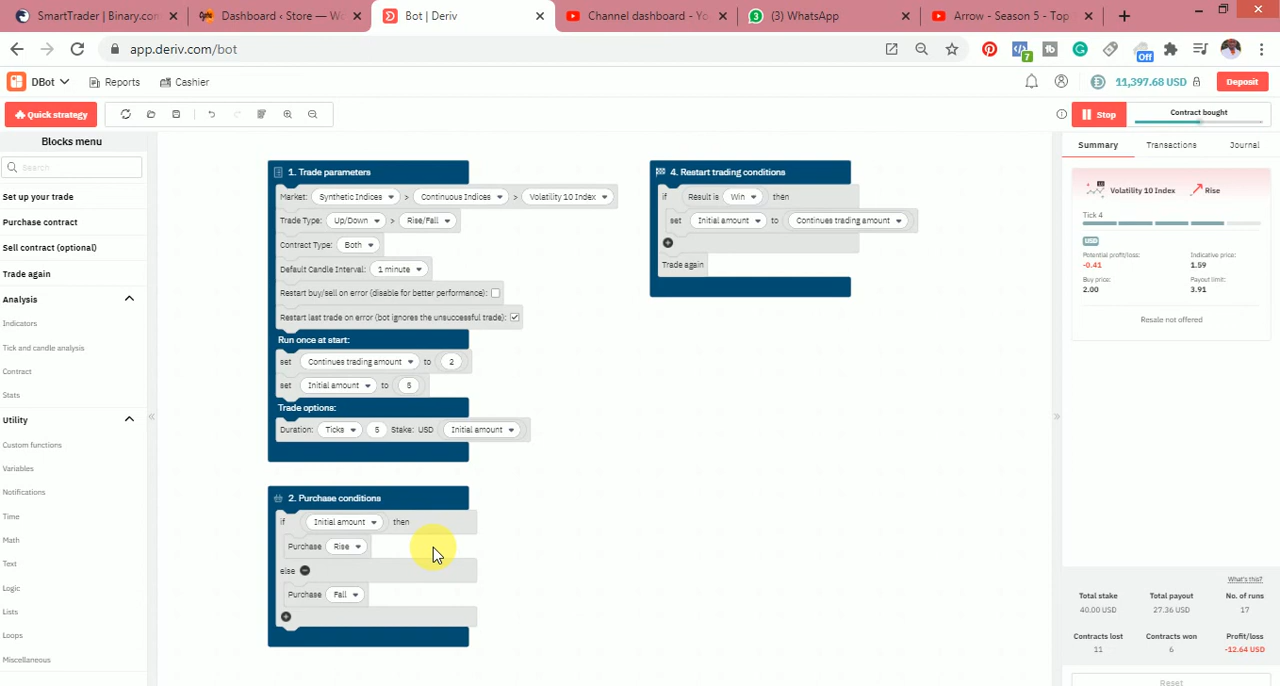 SmartTrader | Binary.com
Dashboard ‹ Store — W
Bot | Deriv
Channel dashboard - Yo
(3) WhatsApp
Arrow - Season 5 - Top
app.deriv.com/bot
7
tb
Off
DBot
Reports
Cashier
11,397.68 USD
Deposit
Quick strategy
Stop
Contract bought
Blocks menu
Search
Set up your trade
Purchase contract
Sell contract (optional)
Trade again
Analysis
Indicators
Tick and candle analysis
Contract
Stats
Utility
Custom functions
Variables
Notifications
Time
Math
Text
Logic
Lists
Loops
Miscellaneous
1. Trade parameters
Market: Synthetic Indices > Continuous Indices > Volatility 10 Index
Trade Type: Up/Down > Rise/Fall
Contract Type: Both
Default Candle Interval: 1 minute
Restart buy/sell on error (disable for better performance):
Restart last trade on error (bot ignores the unsuccessful trade):
Run once at start:
set Continues trading amount to 2
set Initial amount to 5
Trade options:
Duration: Ticks 5 Stake: USD Initial amount
2. Purchase conditions
if Initial amount then
Purchase Rise
else
Purchase Fall
4. Restart trading conditions
if Result is Win then
set Initial amount to Continues trading amount
Trade again
Summary Transactions Journal
Volatility 10 Index Rise
Tick 4
USD
Potential profit/loss: Indicative price:
-0.41 1.59
Buy price: Payout limit:
2.00 3.91
Resale not offered
What's this?
Total stake Total payout No. of runs
40.00 USD 27.36 USD 17
Contracts lost Contracts won Profit/loss
11 6 -12.64 USD
Reset